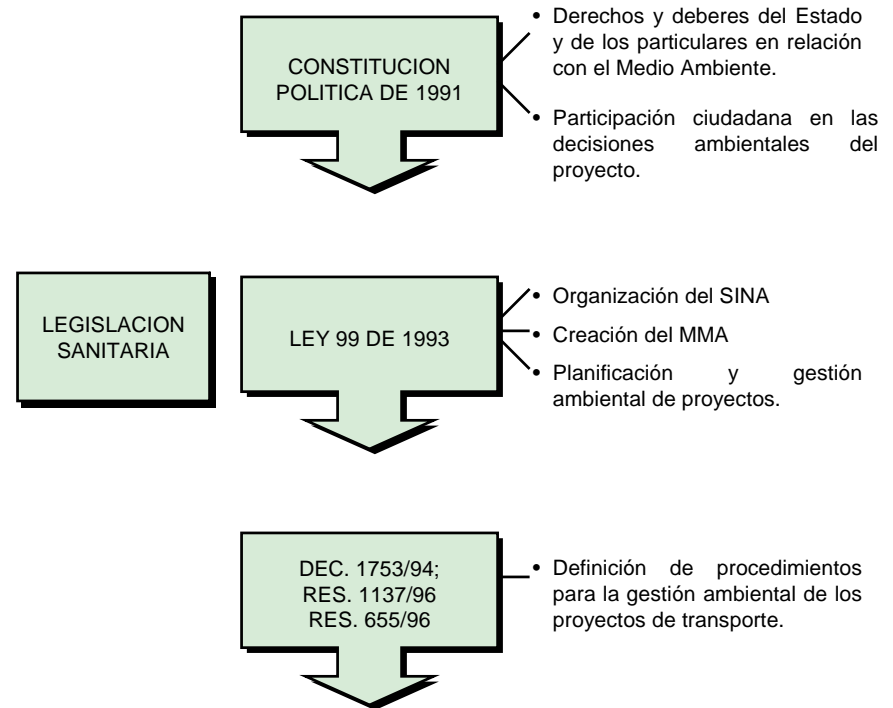 CONSTITUCION
POLITICA DE 1991
• Derechos y deberes del Estado
y de los particulares en relación
con el Medio Ambiente.
• Participación ciudadana en las
decisiones ambientales del
proyecto.
LEGISLACION
SANITARIA
LEY 99 DE 1993
• Organización del SINA
• Creación del MMA
• Planificación y gestión
ambiental de proyectos.
DEC. 1753/94;
RES. 1137/96
RES. 655/96
• Definición de procedimientos
para la gestión ambiental de los
proyectos de transporte.